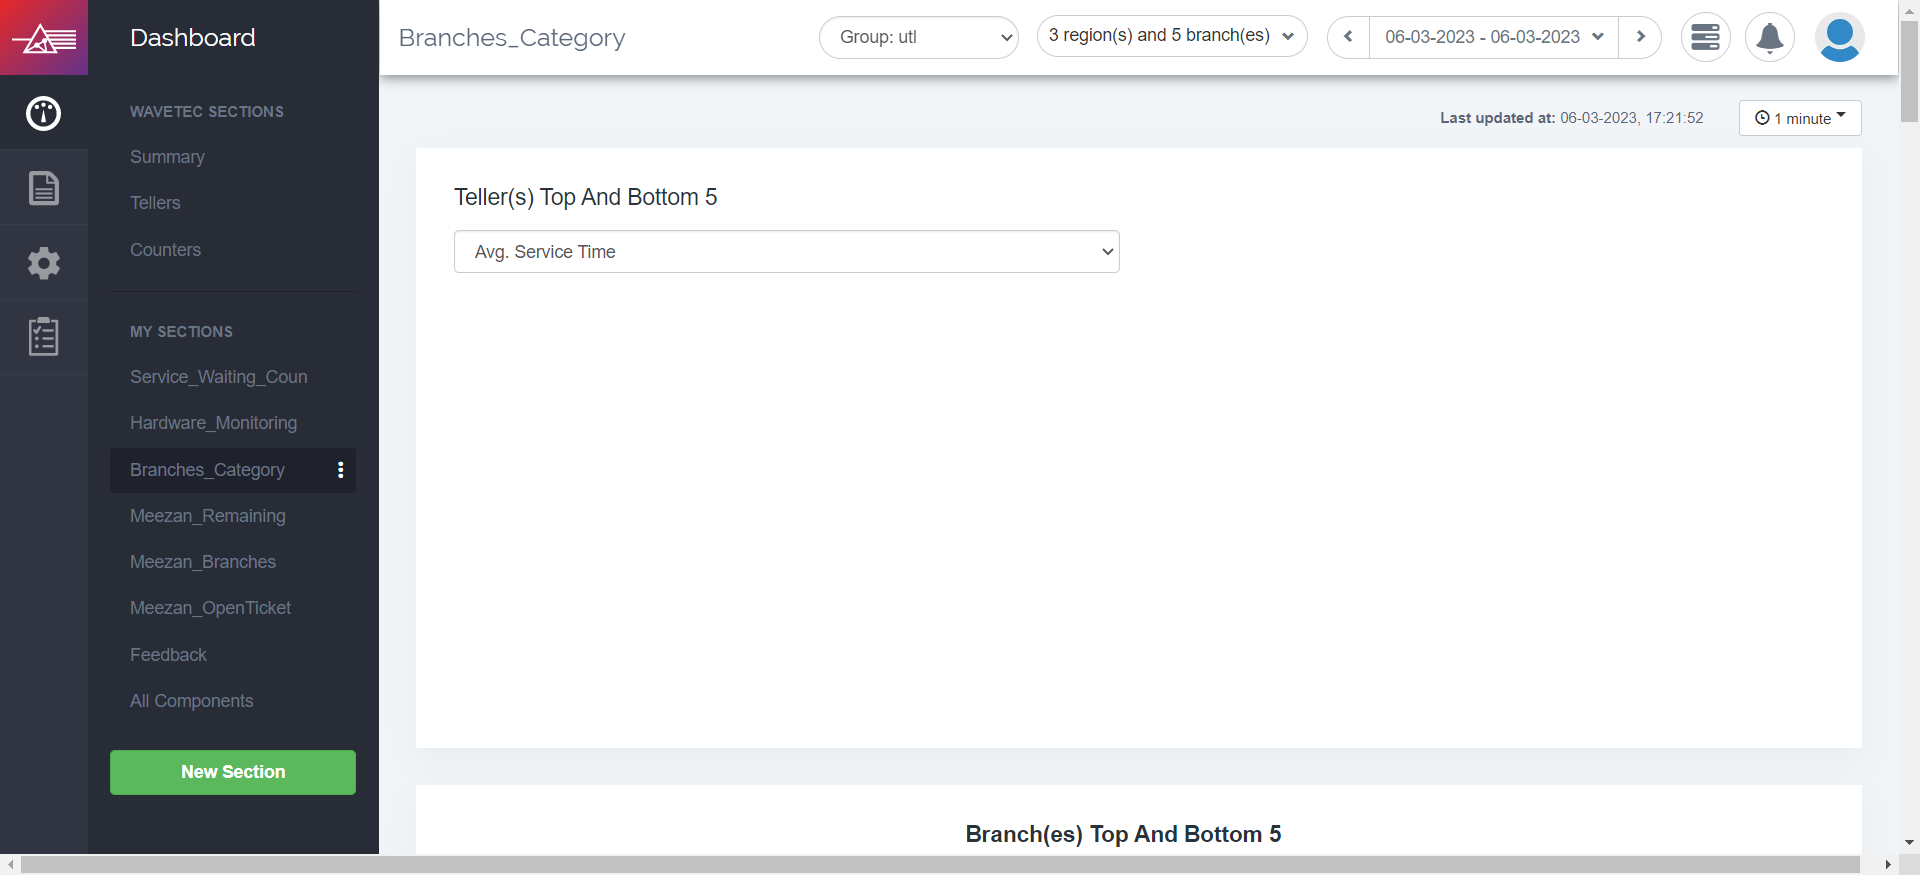 Dashboard
Branches_Category
Group: utl
3 region(s) and 5 branch(es)
06-03-2023 - 06-03-2023
Last updated at: 06-03-2023, 17:21:52
1 minute
WAVETEC SECTIONS
Summary
Tellers
Counters
MY SECTIONS
Service_Waiting_Coun
Hardware_Monitoring
Branches_Category
Meezan_Remaining
Meezan_Branches
Meezan_OpenTicket
Feedback
All Components
New Section
Teller(s) Top And Bottom 5
Avg. Service Time
Branch(es) Top And Bottom 5